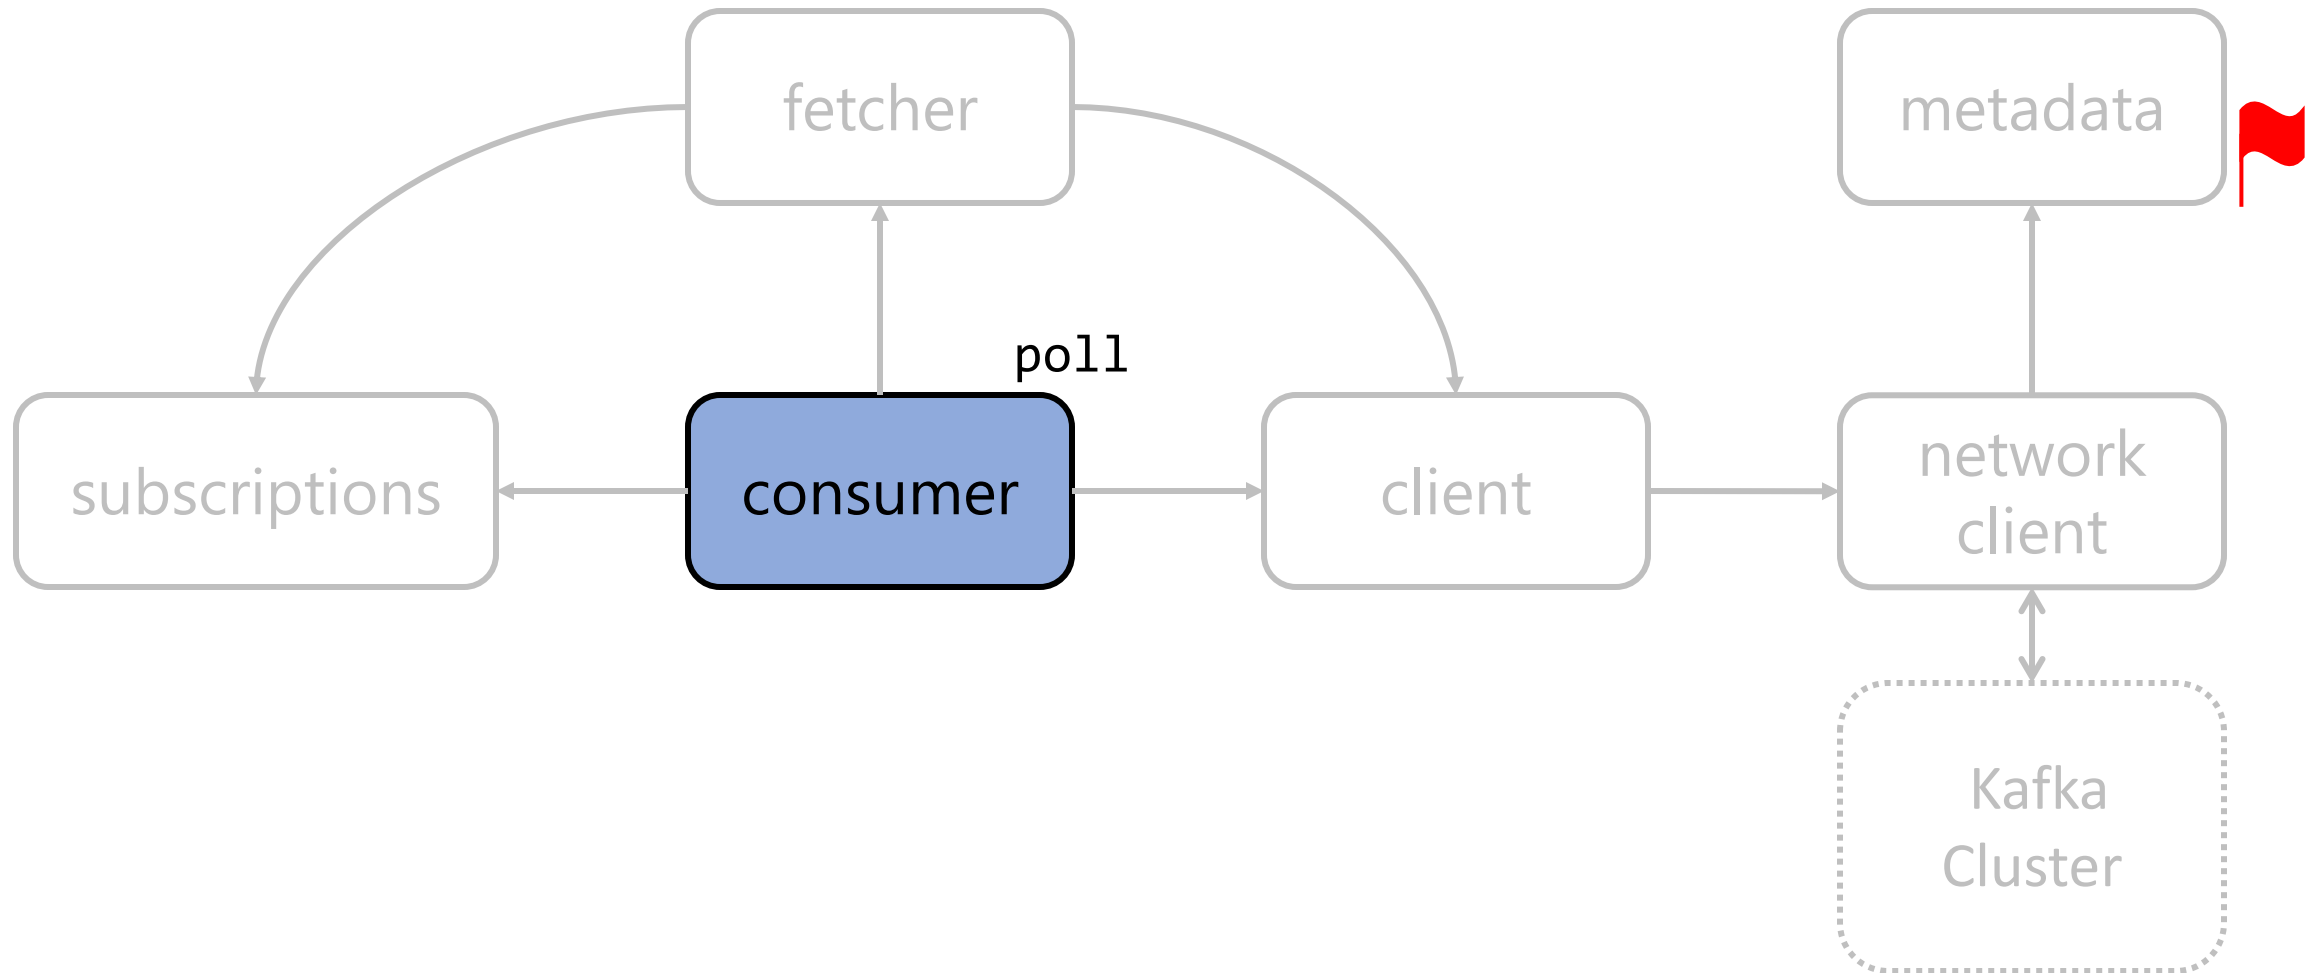 fetcher
metadata
poll
subscriptions
consumer
client
network
client
Kafka
Cluster